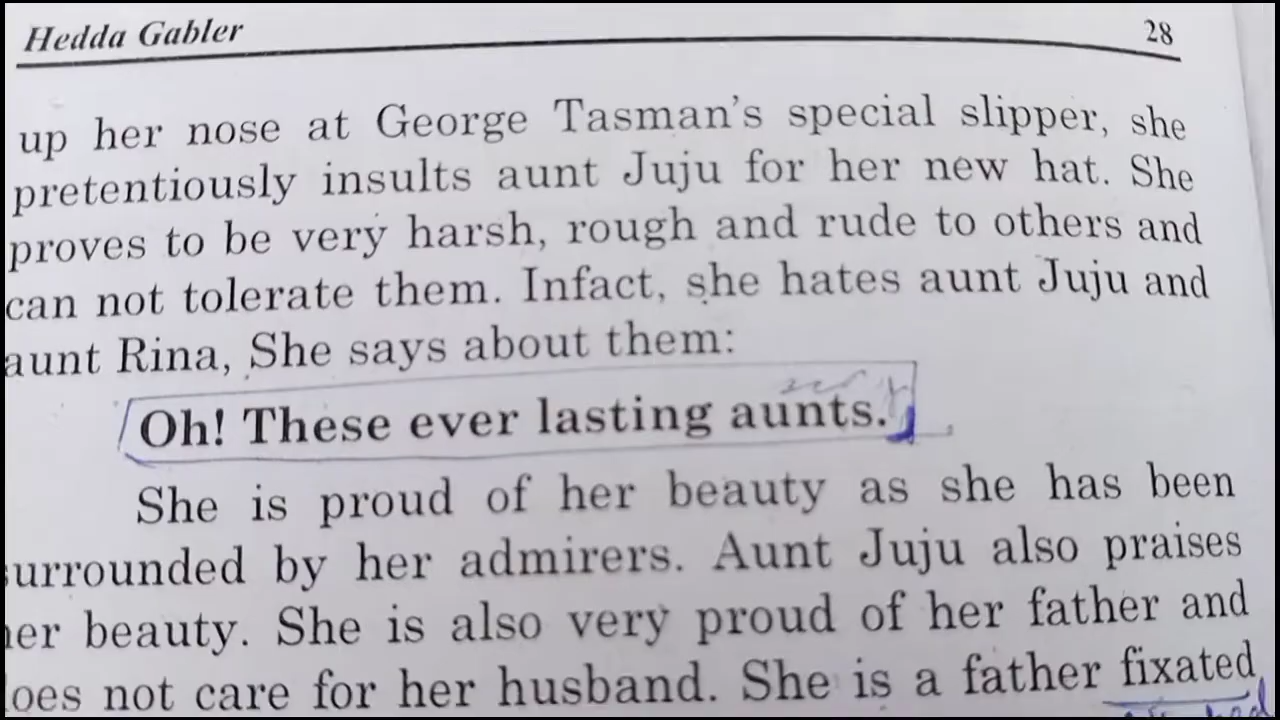 Hedda Gabler 28
up her nose at George Tasman's special slipper, she
pretentiously insults aunt Juju for her new hat. She
proves to be very harsh, rough and rude to others and
can not tolerate them. Infact, she hates aunt Juju and
aunt Rina, She says about them:
Oh! These ever lasting aunts.
She is proud of her beauty as she has been
urrounded by her admirers. Aunt Juju also praises
er beauty. She is also very proud of her father and
oes not care for her husband. She is a father fixated